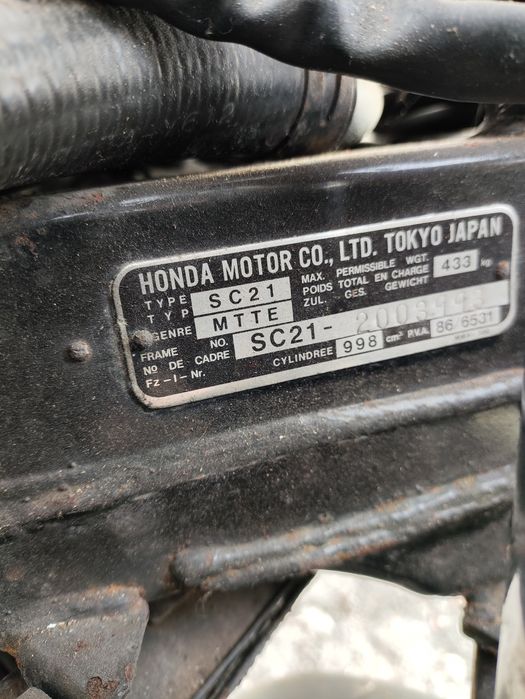 HONDA MOTOR CO., LTD. TOKYO JAPAN
TYPE SC21 MAX. PERMISSIBLE WGT. 433 kg
TYP POIDS TOTAL EN CHARGE
GENRE MTTE ZUL. GES. GEWICHT
FRAME NO. SC21-
NO DE CADRE CYLINDREE 998 cm³ P.V.A. 86 6531
Fz-I-Nr.